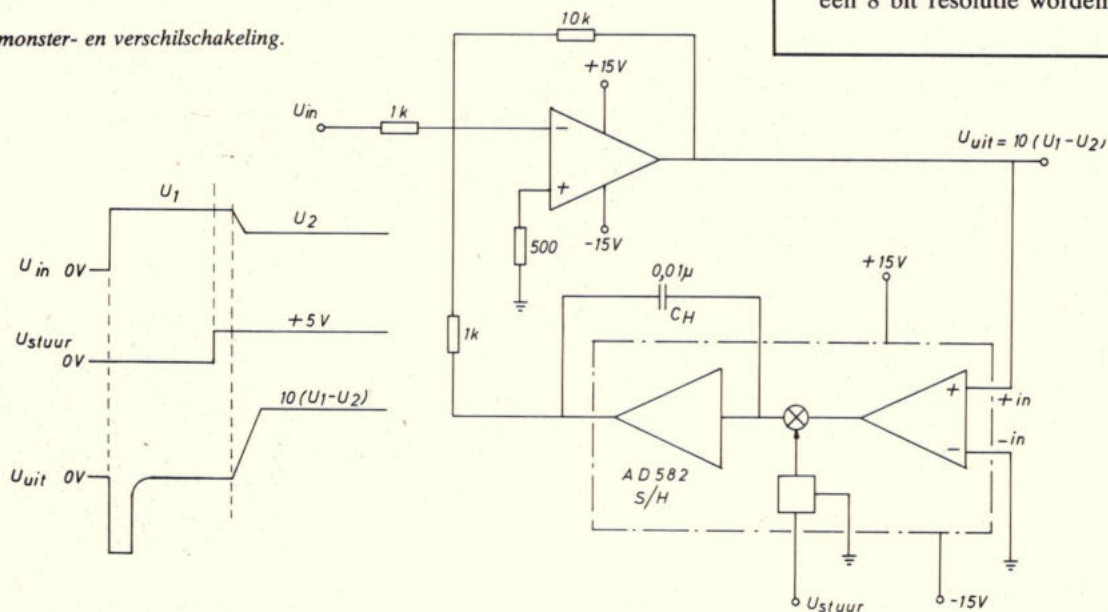 een 8 bit resolutie worden
monster- en verschilschakeling.
10k
+15V
Uin
1k
−
+
Uuit = 10 (U1−U2)
-15V
500
U1
U2
Uin 0V
+15V
0,01µ
CH
1k
Ustuur
0V
+5V
10(U1−U2)
+
+in
−
−in
Uuit 0V
AD582
S/H
Ustuur
-15V